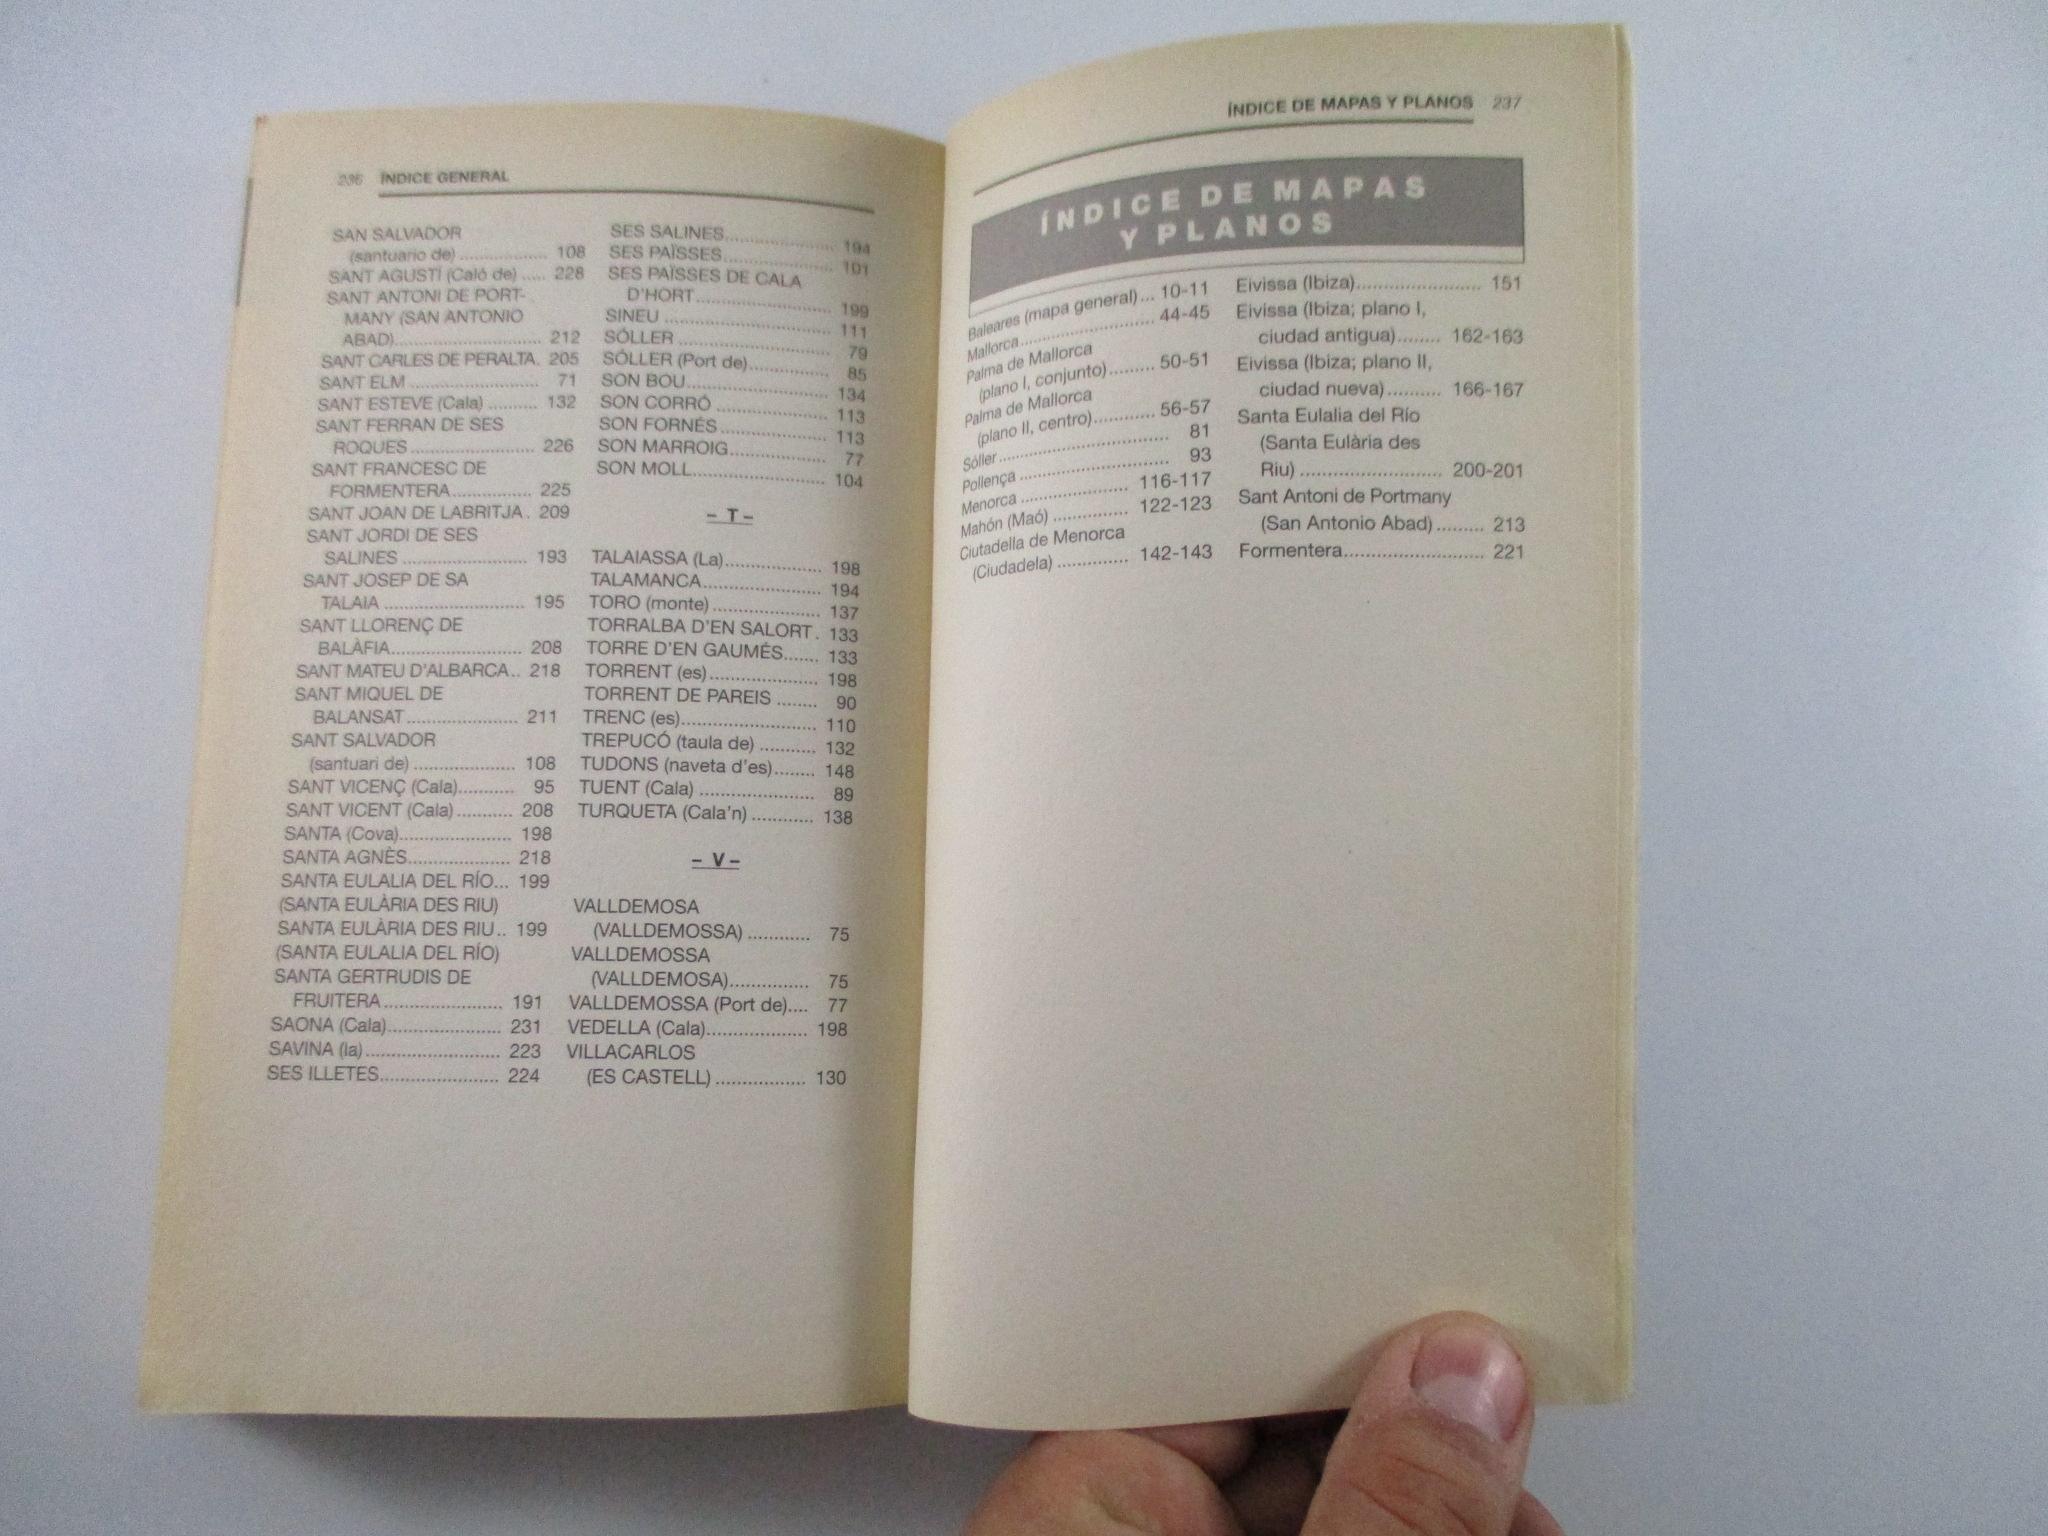 236 ÍNDICE GENERAL
SAN SALVADOR
(santuario de) ................ 108
SANT AGUSTÍ (Caló de) ..... 228
SANT ANTONI DE PORT-
MANY (SAN ANTONIO
ABAD)........................... 212
SANT CARLES DE PERALTA. 205
SANT ELM ....................... 71
SANT ESTEVE (Cala) .......... 132
SANT FERRAN DE SES
ROQUES ...................... 226
SANT FRANCESC DE
FORMENTERA................ 225
SANT JOAN DE LABRITJA. 209
SANT JORDI DE SES
SALINES ....................... 193
SANT JOSEP DE SA
TALAIA .......................... 195
SANT LLORENÇ DE
BALÀFIA........................ 208
SANT MATEU D'ALBARCA.. 218
SANT MIQUEL DE
BALANSAT ..................... 211
SANT SALVADOR
(santuari de) ................... 108
SANT VICENÇ (Cala)........... 95
SANT VICENT (Cala) ........... 208
SANTA (Cova)..................... 198
SANTA AGNÈS................... 218
SANTA EULALIA DEL RÍO... 199
(SANTA EULÀRIA DES RIU)
SANTA EULÀRIA DES RIU.. 199
(SANTA EULALIA DEL RÍO)
SANTA GERTRUDIS DE
FRUITERA ...................... 191
SAONA (Cala)..................... 231
SAVINA (la) ......................... 223
SES ILLETES...................... 224
SES SALINES.................... 194
SES PAÏSSES.................... 101
SES PAÏSSES DE CALA
D'HORT......................... 199
SINEU .............................. 111
SÓLLER ........................... 79
SÓLLER (Port de)............... 85
SON BOU......................... 134
SON CORRÓ .................... 113
SON FORNÉS ................... 113
SON MARROIG.................. 77
SON MOLL........................ 104
– T –
TALAIASSA (La).................. 198
TALAMANCA...................... 194
TORO (monte) .................... 137
TORRALBA D'EN SALORT. 133
TORRE D'EN GAUMÉS....... 133
TORRENT (es)..................... 198
TORRENT DE PAREIS ........ 90
TRENC (es)......................... 110
TREPUCÓ (taula de) ........... 132
TUDONS (naveta d'es)........ 148
TUENT (Cala) ..................... 89
TURQUETA (Cala'n) ............ 138
– V –
VALLDEMOSA
(VALLDEMOSSA) ............ 75
VALLDEMOSSA
(VALLDEMOSA)............... 75
VALLDEMOSSA (Port de).... 77
VEDELLA (Cala)................... 198
VILLACARLOS
(ES CASTELL) ................. 130
ÍNDICE DE MAPAS Y PLANOS 237
ÍNDICE DE MAPAS
Y PLANOS
Baleares (mapa general)... 10-11
Mallorca......................... 44-45
Palma de Mallorca
(plano I, conjunto)......... 50-51
Palma de Mallorca
(plano II, centro)............ 56-57
Sóller............................... 81
Pollença .......................... 93
Menorca ..................... 116-117
Mahón (Maó) .............. 122-123
Ciutadella de Menorca
(Ciudadela) ............. 142-143
Eivissa (Ibiza)........................ 151
Eivissa (Ibiza; plano I,
ciudad antigua)........ 162-163
Eivissa (Ibiza; plano II,
ciudad nueva).......... 166-167
Santa Eulalia del Río
(Santa Eulària des
Riu) .......................... 200-201
Sant Antoni de Portmany
(San Antonio Abad) ......... 213
Formentera.......................... 221